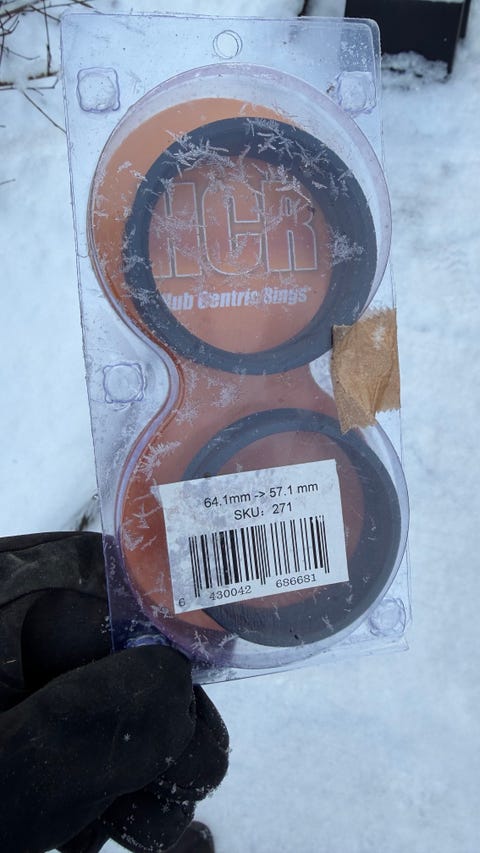 HCR
Hub Centric Rings
64.1mm -> 57.1 mm
SKU: 271
6 430042 686681